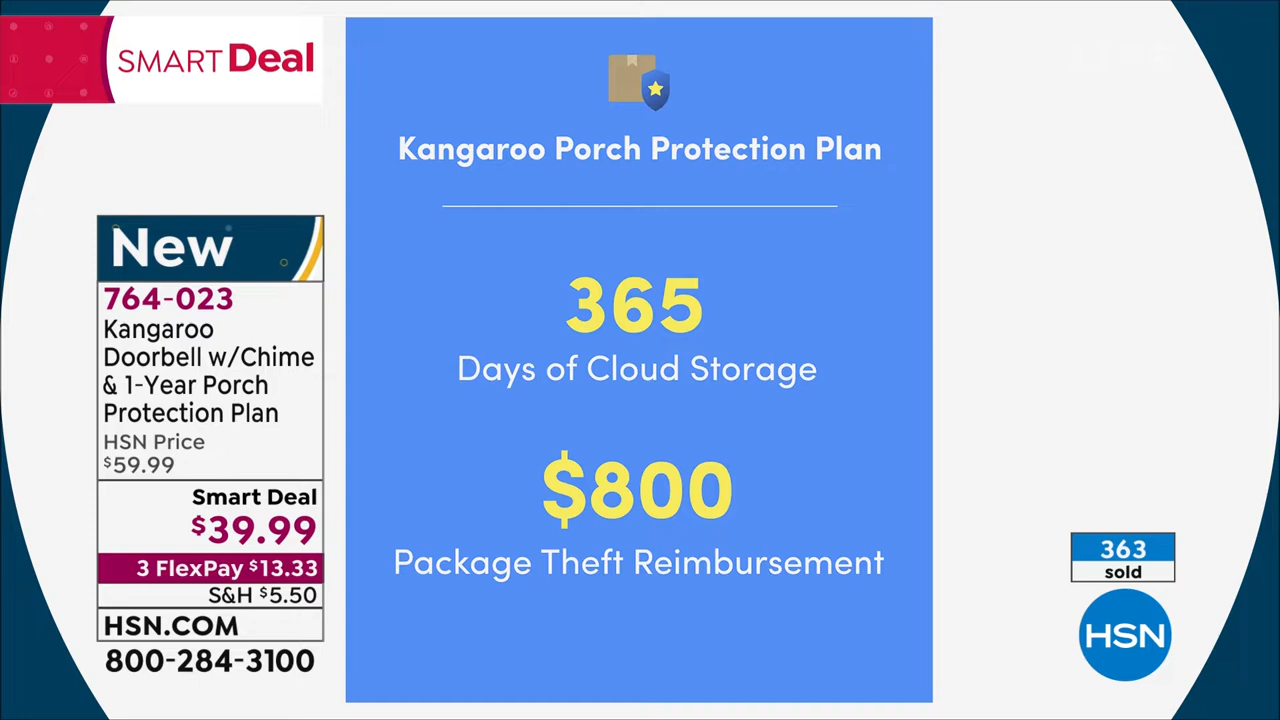 SMART Deal
New
764-023
Kangaroo
Doorbell w/Chime
& 1-Year Porch
Protection Plan
HSN Price
$59.99
Smart Deal
$39.99
3 FlexPay $13.33
S&H $5.50
HSN.COM
800-284-3100
Kangaroo Porch Protection Plan
365
Days of Cloud Storage
$800
Package Theft Reimbursement
363
sold
HSN